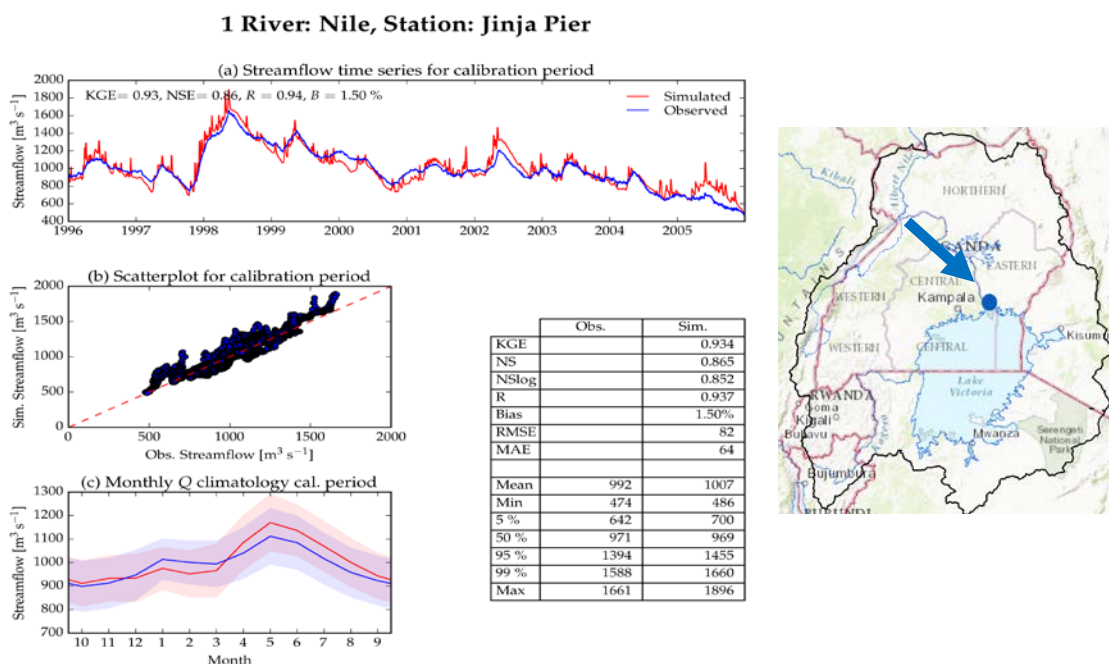 1 River: Nile, Station: Jinja Pier
(a) Streamflow time series for calibration period
KGE= 0.93, NSE= 0.86, R = 0.94, B = 1.50 %
Simulated
Observed
Streamflow [m³ s⁻¹]
2000
1800
1600
1400
1200
1000
800
600
400
1996 1997 1998 1999 2000 2001 2002 2003 2004 2005
(b) Scatterplot for calibration period
Sim. Streamflow [m³ s⁻¹]
2000
1500
1000
500
0
0 500 1000 1500 2000
Obs. Streamflow [m³ s⁻¹]
(c) Monthly Q climatology cal. period
Streamflow [m³ s⁻¹]
1300
1200
1100
1000
900
800
700
10 11 12 1 2 3 4 5 6 7 8 9
Month
Obs. Sim.
KGE 0.934
NS 0.865
NSlog 0.852
R 0.937
Bias 1.50%
RMSE 82
MAE 64
Mean 992 1007
Min 474 486
5 % 642 700
50 % 971 969
95 % 1394 1455
99 % 1588 1660
Max 1661 1896
Kibali
Albert Nile
NORTHERN
ANDA
EASTERN
CENTRAL
WESTERN
Kampala
Kisumu
WESTERN
CENTRAL
Lake
Victoria
RWANDA
Goma
Kigali
Bukavu
Mwanza
Serengeti
National
Park
Bujumbura